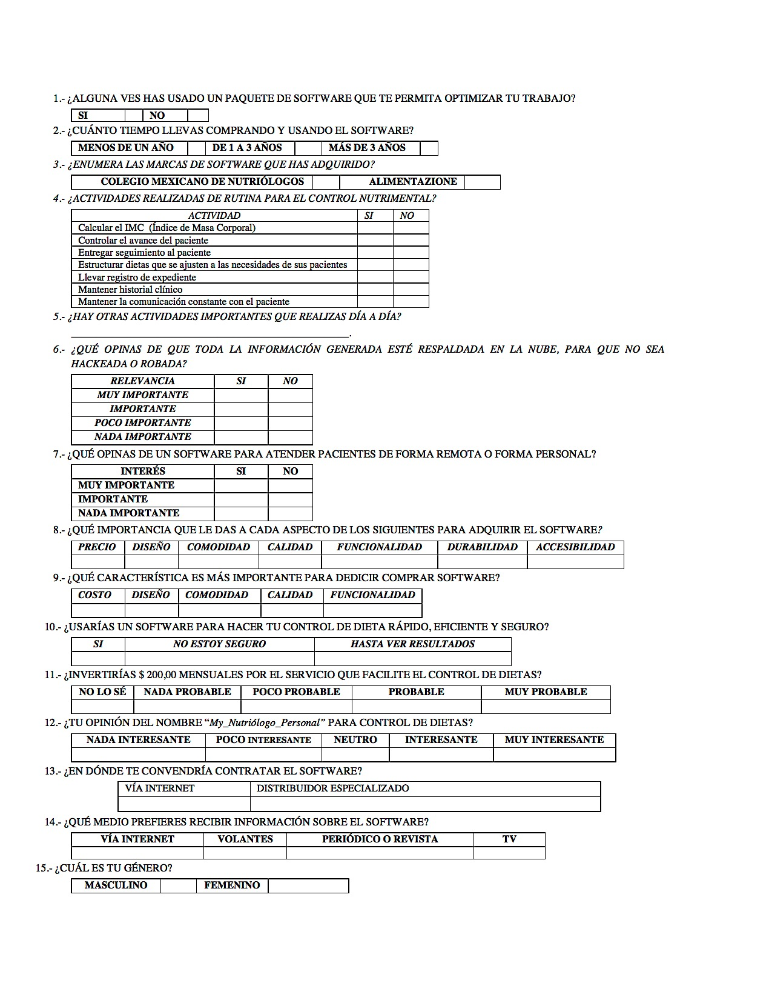 1.- ¿ALGUNA VES HAS USADO UN PAQUETE DE SOFTWARE QUE TE PERMITA OPTIMIZAR TU TRABAJO?
SI NO
2.- ¿CUÁNTO TIEMPO LLEVAS COMPRANDO Y USANDO EL SOFTWARE?
MENOS DE UN AÑO DE 1 A 3 AÑOS MÁS DE 3 AÑOS
3.- ¿ENUMERA LAS MARCAS DE SOFTWARE QUE HAS ADQUIRIDO?
COLEGIO MEXICANO DE NUTRIÓLOGOS ALIMENTAZIONE
4.- ¿ACTIVIDADES REALIZADAS DE RUTINA PARA EL CONTROL NUTRIMENTAL?
ACTIVIDAD SI NO
Calcular el IMC (Índice de Masa Corporal)
Controlar el avance del paciente
Entregar seguimiento al paciente
Estructurar dietas que se ajusten a las necesidades de sus pacientes
Llevar registro de expediente
Mantener historial clínico
Mantener la comunicación constante con el paciente
5.- ¿HAY OTRAS ACTIVIDADES IMPORTANTES QUE REALIZAS DÍA A DÍA?
______________________________________________.
6.- ¿QUÉ OPINAS DE QUE TODA LA INFORMACIÓN GENERADA ESTÉ RESPALDADA EN LA NUBE, PARA QUE NO SEA
HACKEADA O ROBADA?
RELEVANCIA SI NO
MUY IMPORTANTE
IMPORTANTE
POCO IMPORTANTE
NADA IMPORTANTE
7.- ¿QUÉ OPINAS DE UN SOFTWARE PARA ATENDER PACIENTES DE FORMA REMOTA O FORMA PERSONAL?
INTERÉS SI NO
MUY IMPORTANTE
IMPORTANTE
NADA IMPORTANTE
8.- ¿QUÉ IMPORTANCIA QUE LE DAS A CADA ASPECTO DE LOS SIGUIENTES PARA ADQUIRIR EL SOFTWARE?
PRECIO DISEÑO COMODIDAD CALIDAD FUNCIONALIDAD DURABILIDAD ACCESIBILIDAD
9.- ¿QUÉ CARACTERÍSTICA ES MÁS IMPORTANTE PARA DEDICIR COMPRAR SOFTWARE?
COSTO DISEÑO COMODIDAD CALIDAD FUNCIONALIDAD
10.- ¿USARÍAS UN SOFTWARE PARA HACER TU CONTROL DE DIETA RÁPIDO, EFICIENTE Y SEGURO?
SI NO ESTOY SEGURO HASTA VER RESULTADOS
11.- ¿INVERTIRÍAS $ 200,00 MENSUALES POR EL SERVICIO QUE FACILITE EL CONTROL DE DIETAS?
NO LO SÉ NADA PROBABLE POCO PROBABLE PROBABLE MUY PROBABLE
12.- ¿TU OPINIÓN DEL NOMBRE “My_Nutriólogo_Personal” PARA CONTROL DE DIETAS?
NADA INTERESANTE POCO INTERESANTE NEUTRO INTERESANTE MUY INTERESANTE
13.- ¿EN DÓNDE TE CONVENDRÍA CONTRATAR EL SOFTWARE?
VÍA INTERNET DISTRIBUIDOR ESPECIALIZADO
14.- ¿QUÉ MEDIO PREFIERES RECIBIR INFORMACIÓN SOBRE EL SOFTWARE?
VÍA INTERNET VOLANTES PERIÓDICO O REVISTA TV
15.- ¿CUÁL ES TU GÉNERO?
MASCULINO FEMENINO